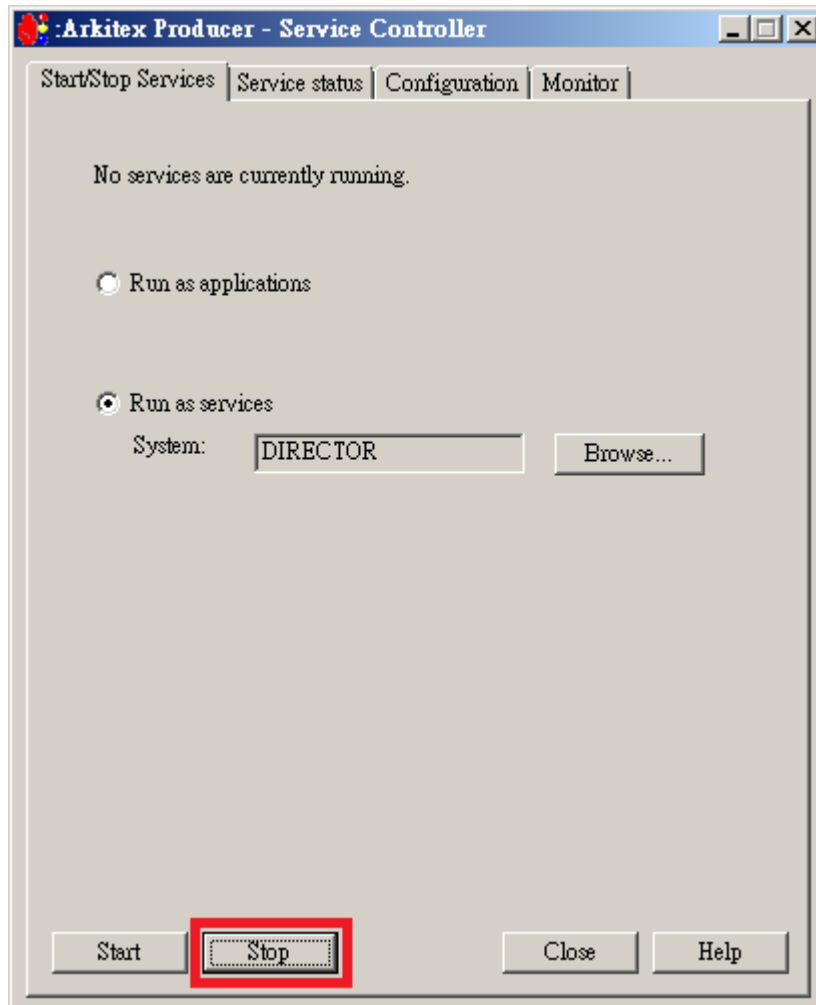 :Arkitex Producer - Service Controller
Start/Stop Services Service status Configuration Monitor
No services are currently running.
Run as applications
Run as services
System: DIRECTOR Browse...
Start Stop Close Help